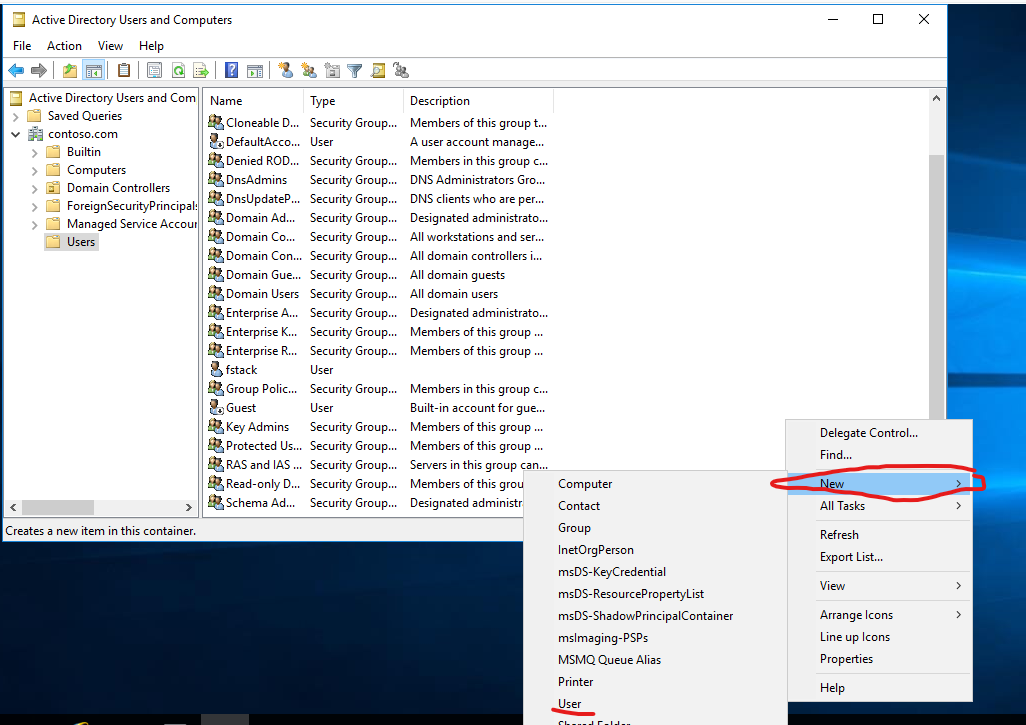 Active Directory Users and Computers
File Action View Help
Active Directory Users and Com
Saved Queries
contoso.com
Builtin
Computers
Domain Controllers
ForeignSecurityPrincipals
Managed Service Accour
Users
Name Type Description
Cloneable D... Security Group... Members of this group t...
DefaultAcco... User A user account manage...
Denied ROD... Security Group... Members in this group c...
DnsAdmins Security Group... DNS Administrators Gro...
DnsUpdateP... Security Group... DNS clients who are per...
Domain Ad... Security Group... Designated administrato...
Domain Co... Security Group... All workstations and ser...
Domain Con... Security Group... All domain controllers i...
Domain Gue... Security Group... All domain guests
Domain Users Security Group... All domain users
Enterprise A... Security Group... Designated administrato...
Enterprise K... Security Group... Members of this group ...
Enterprise R... Security Group... Members of this group ...
fstack User
Group Polic... Security Group... Members in this group c...
Guest User Built-in account for gue...
Key Admins Security Group... Members of this group ...
Protected Us... Security Group... Members of this group ...
RAS and IAS ... Security Group... Servers in this group can...
Read-only D... Security Group... Members of this grou
Schema Ad... Security Group... Designated administr
Creates a new item in this container.
Delegate Control...
Find...
New
All Tasks
Refresh
Export List...
View
Arrange Icons
Line up Icons
Properties
Help
Computer
Contact
Group
InetOrgPerson
msDS-KeyCredential
msDS-ResourcePropertyList
msDS-ShadowPrincipalContainer
msImaging-PSPs
MSMQ Queue Alias
Printer
User
Shared Folder